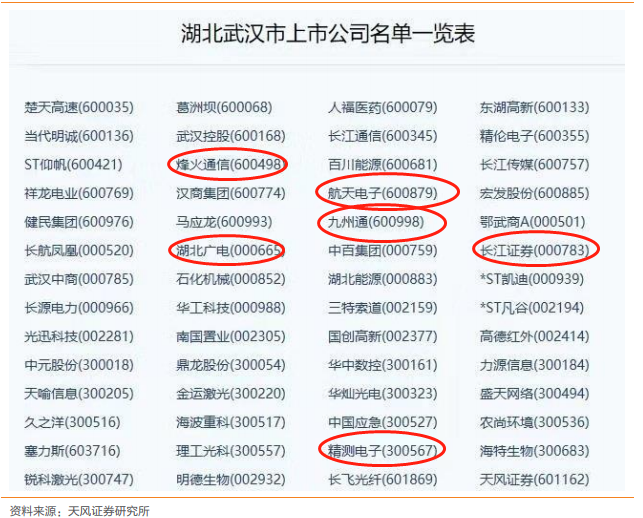 湖北武汉市上市公司名单一览表
楚天高速(600035) 葛洲坝(600068) 人福医药(600079) 东湖高新(600133)
当代明诚(600136) 武汉控股(600168) 长江通信(600345) 精伦电子(600355)
ST仰帆(600421) 烽火通信(600498) 百川能源(600681) 长江传媒(600757)
祥龙电业(600769) 汉商集团(600774) 航天电子(600879) 宏发股份(600885)
健民集团(600976) 马应龙(600993) 九州通(600998) 鄂武商A(000501)
长航凤凰(000520) 湖北广电(000665) 中百集团(000759) 长江证券(000783)
武汉中商(000785) 石化机械(000852) 湖北能源(000883) *ST凯迪(000939)
长源电力(000966) 华工科技(000988) 三特索道(002159) *ST凡谷(002194)
光迅科技(002281) 南国置业(002305) 国创高新(002377) 高德红外(002414)
中元股份(300018) 鼎龙股份(300054) 华中数控(300161) 力源信息(300184)
天喻信息(300205) 金运激光(300220) 华灿光电(300323) 盛天网络(300494)
久之洋(300516) 海波重科(300517) 中国应急(300527) 农尚环境(300536)
塞力斯(603716) 理工光科(300557) 精测电子(300567) 海特生物(300683)
锐科激光(300747) 明德生物(002932) 长飞光纤(601869) 天风证券(601162)
资料来源：天风证券研究所